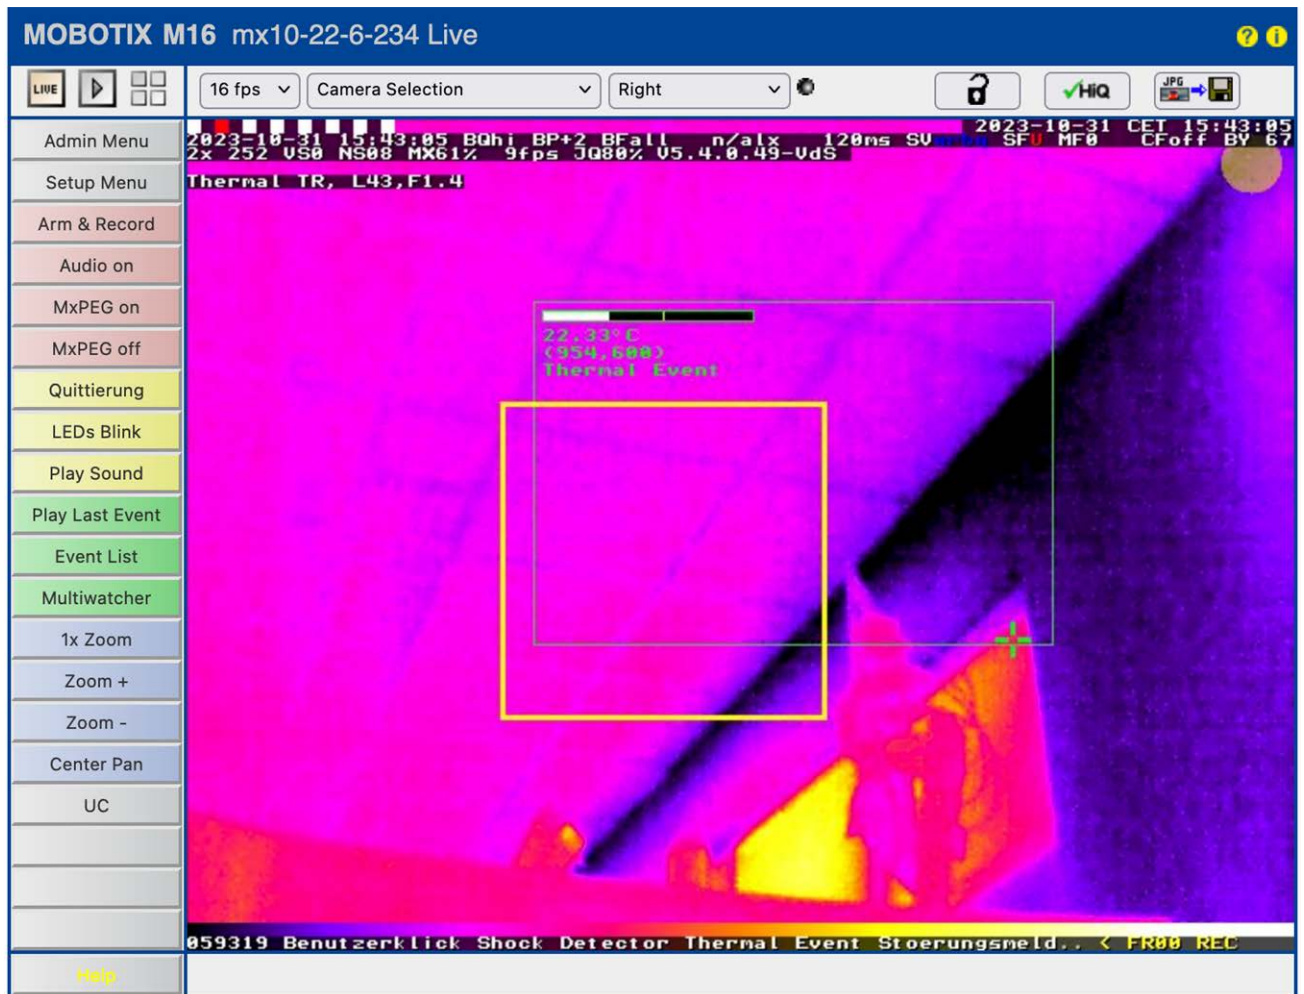 MOBOTIX M16 mx10-22-6-234 Live
? i
LIVE
16 fps
Camera Selection
Right
HiQ
JPG
Admin Menu
Setup Menu
Arm & Record
Audio on
MxPEG on
MxPEG off
Quittierung
LEDs Blink
Play Sound
Play Last Event
Event List
Multiwatcher
1x Zoom
Zoom +
Zoom -
Center Pan
UC
Help
2023-10-31 CET 15:43:05
2023-10-31 15:43:05 BQhi BP+2 BFall n/alx 120ms SV SFU MF0 CFoff BY 67
2x 252 VS0 NS08 MX61% 9fps JQ80% V5.4.0.49-VdS
Thermal TR, L43,F1.4
22.33°C
(954,600)
Thermal Event
059319 Benutzerklick Shock Detector Thermal Event Stoerungsmeld.. < FR00 REC